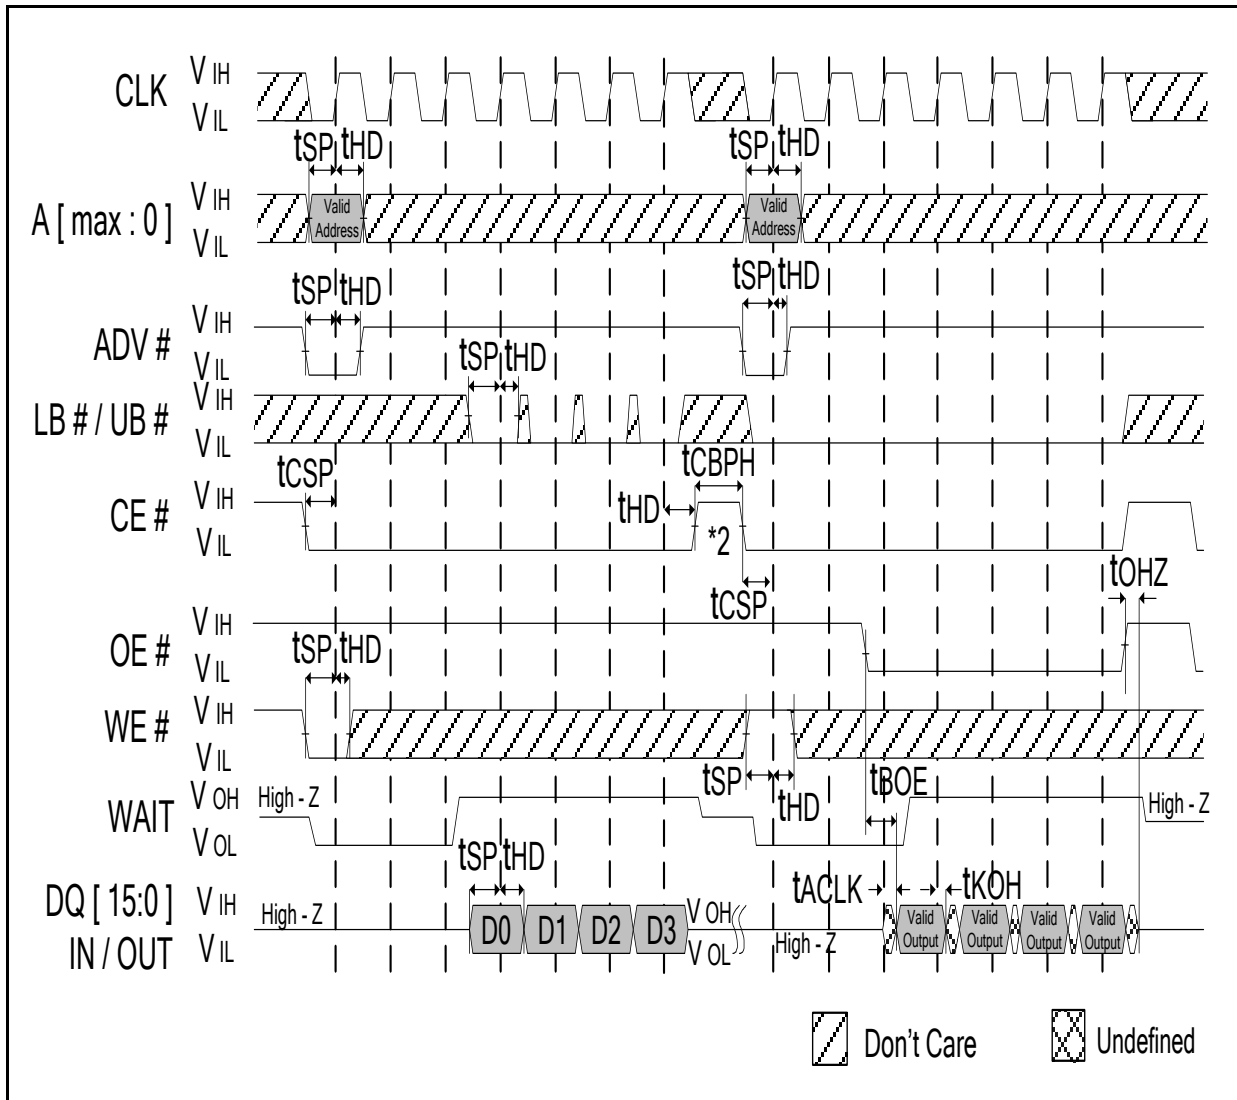 CLK V IH
V IL
tSP tHD tSP tHD
A [ max : 0 ] V IH Valid Address Valid Address
V IL
tSP tHD tSP tHD
ADV # V IH
V IL
tSP tHD
LB # / UB # V IH
V IL
tCSP tCBPH
CE # V IH tHD
V IL *2
tCSP tOHZ
OE # V IH
V IL
tSP tHD
WE # V IH
V IL
tSP tHD tBOE
WAIT V OH High - Z High - Z
V OL
tSP tHD tACLK tKOH
DQ [ 15:0 ] V IH High - Z D0 D1 D2 D3 V OH Valid Output Valid Output Valid Output Valid Output
IN / OUT V IL V OL High - Z
Don't Care Undefined